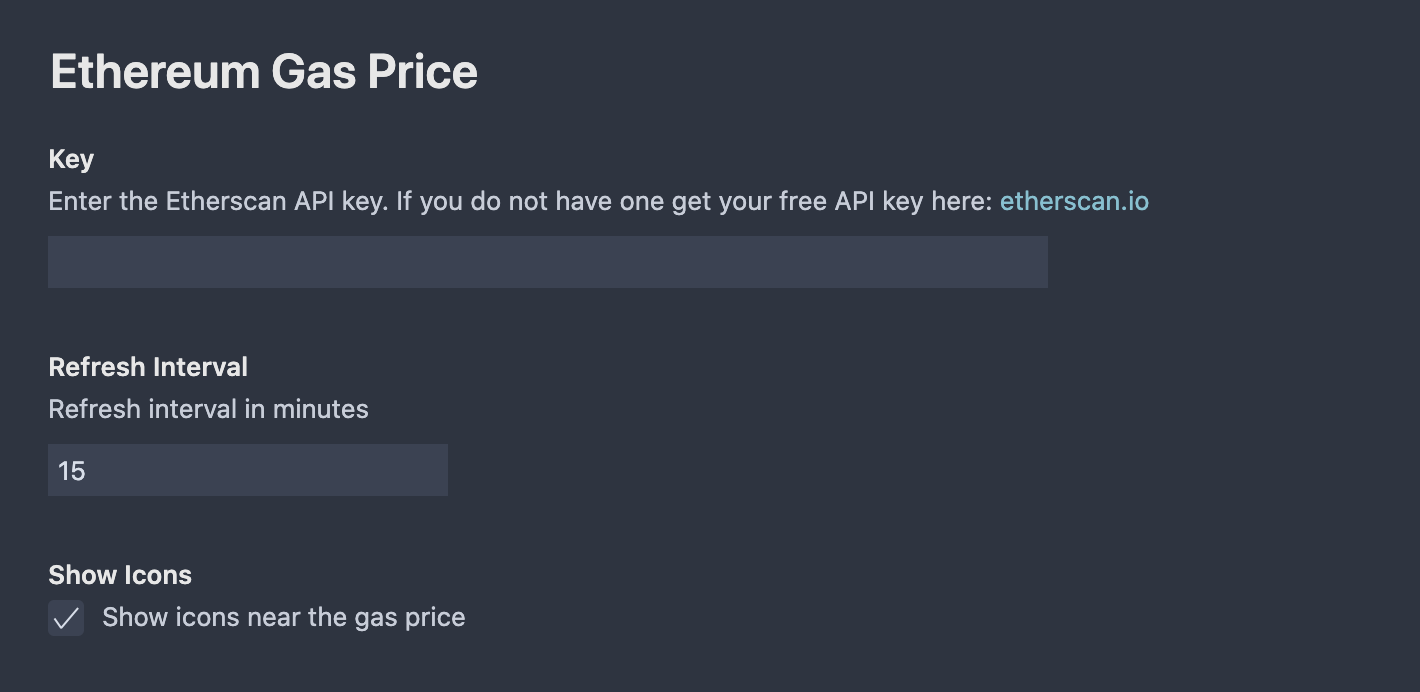 Ethereum Gas Price
Key
Enter the Etherscan API key. If you do not have one get your free API key here: etherscan.io
Refresh Interval
Refresh interval in minutes
15
Show Icons
Show icons near the gas price